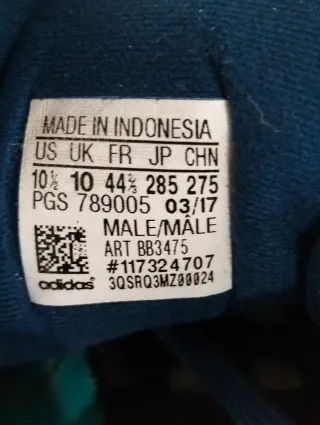 MADE IN INDONESIA
US UK FR JP CHN
10½ 10 44⅔ 285 275
PGS 789005 03/17
MALE/MÂLE
ART BB3475
#117324707
adidas 3QSRQ3MZ00024